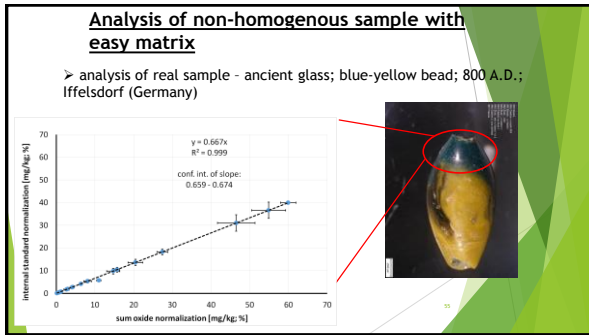 Analysis of non-homogenous sample with
easy matrix
➢ analysis of real sample – ancient glass; blue-yellow bead; 800 A.D.;
Iffelsdorf (Germany)
y = 0.667x
R² = 0.999
conf. int. of slope:
0.659 - 0.674
internal standard normalization [mg/kg; %]
70
60
50
40
30
20
10
0
0 10 20 30 40 50 60 70
sum oxide normalization [mg/kg; %]